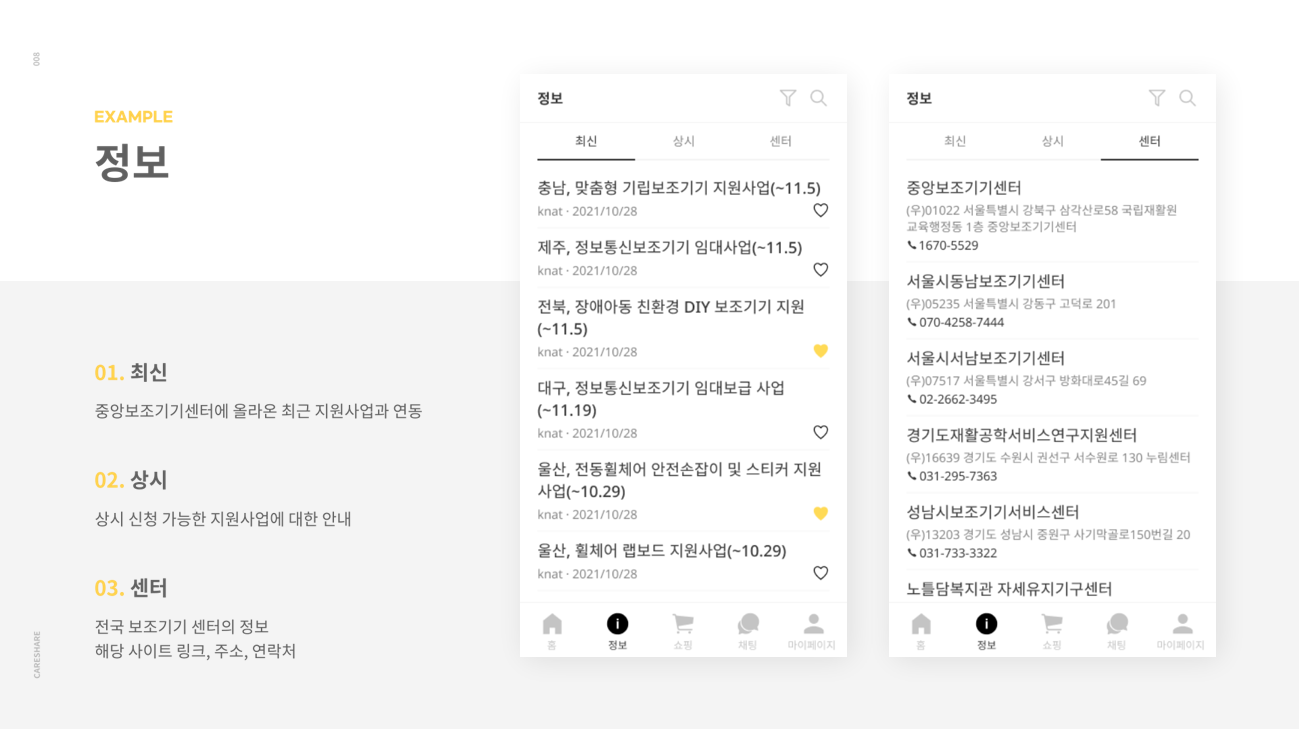 008
EXAMPLE
정보
01. 최신
중앙보조기기센터에 올라온 최근 지원사업과 연동
02. 상시
상시 신청 가능한 지원사업에 대한 안내
03. 센터
전국 보조기기 센터의 정보
해당 사이트 링크, 주소, 연락처
CARESHARE
정보
최신 상시 센터
충남, 맞춤형 기립보조기기 지원사업(~11.5)
knat · 2021/10/28
제주, 정보통신보조기기 임대사업(~11.5)
knat · 2021/10/28
전북, 장애아동 친환경 DIY 보조기기 지원
(~11.5)
knat · 2021/10/28
대구, 정보통신보조기기 임대보급 사업
(~11.19)
knat · 2021/10/28
울산, 전동휠체어 안전손잡이 및 스티커 지원
사업(~10.29)
knat · 2021/10/28
울산, 휠체어 랩보드 지원사업(~10.29)
knat · 2021/10/28
홈 정보 쇼핑 채팅 마이페이지
정보
최신 상시 센터
중앙보조기기센터
(우)01022 서울특별시 강북구 삼각산로58 국립재활원
교육행정동 1층 중앙보조기기센터
1670-5529
서울시동남보조기기센터
(우)05235 서울특별시 강동구 고덕로 201
070-4258-7444
서울시서남보조기기센터
(우)07517 서울특별시 강서구 방화대로45길 69
02-2662-3495
경기도재활공학서비스연구지원센터
(우)16639 경기도 수원시 권선구 서수원로 130 누림센터
031-295-7363
성남시보조기기서비스센터
(우)13203 경기도 성남시 중원구 사기막골로150번길 20
031-733-3322
노틀담복지관 자세유지기구센터
홈 정보 쇼핑 채팅 마이페이지